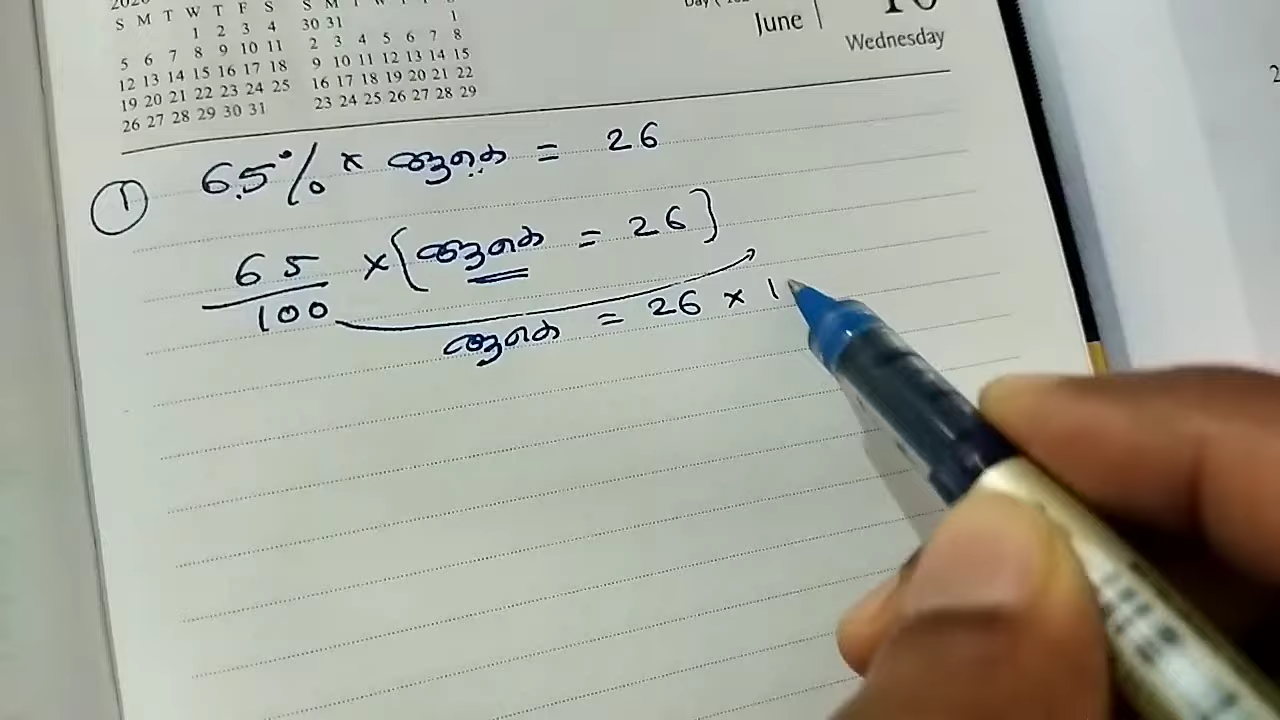 2020
S M T W T F S
1 2 3 4
5 6 7 8 9 10 11
12 13 14 15 16 17 18
19 20 21 22 23 24 25
26 27 28 29 30 31
30 31 1
2 3 4 5 6 7 8
9 10 11 12 13 14 15
16 17 18 19 20 21 22
23 24 25 26 27 28 29
June
Wednesday
① 65% × തുക = 26
65/100 × (തുക = 26)
തുക = 26 × 1